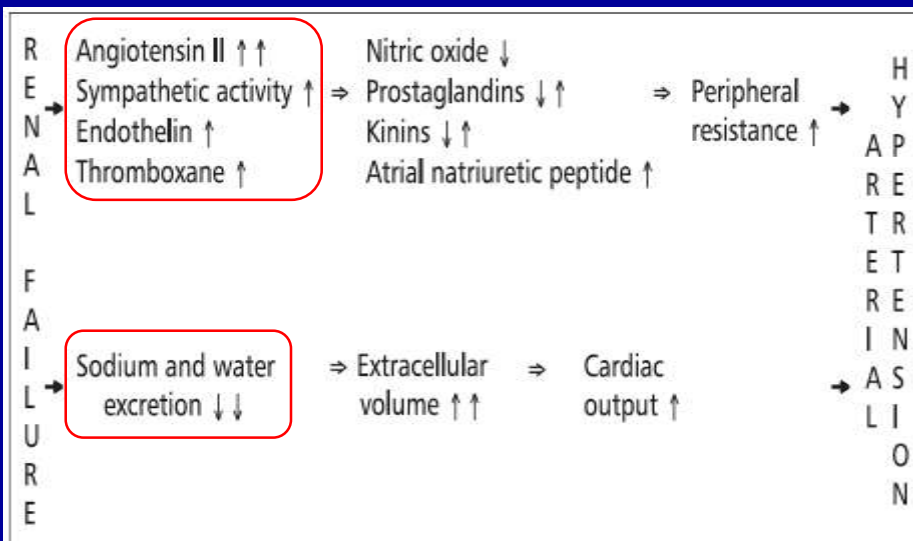 RENAL FAILURE
Angiotensin II ↑ ↑
Sympathetic activity ↑ ⇒
Endothelin ↑
Thromboxane ↑
Nitric oxide ↓
Prostaglandins ↓ ↑ ⇒
Kinins ↓ ↑
Atrial natriuretic peptide ↑
Peripheral
resistance ↑
Sodium and water
excretion ↓ ↓
⇒ Extracellular
volume ↑ ↑
⇒ Cardiac
output ↑
ARTERIAL
HYPERTENSION